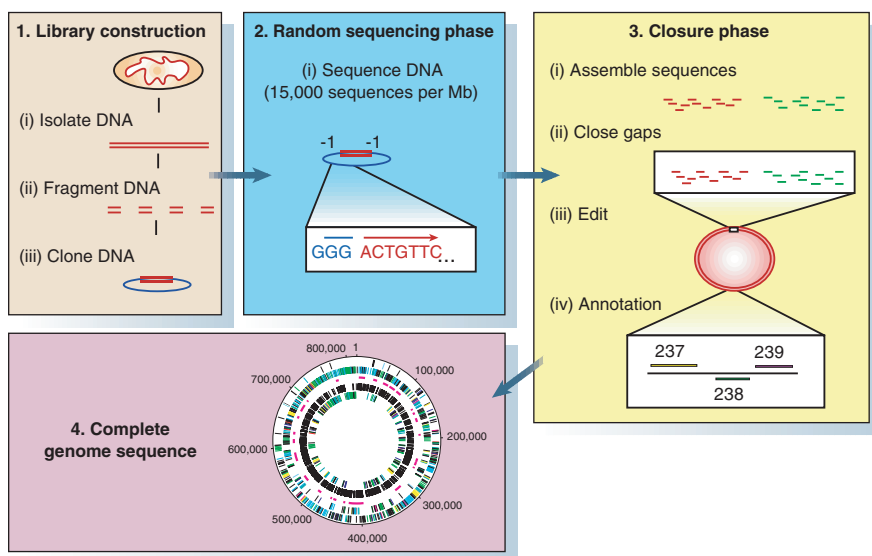 1. Library construction
(i) Isolate DNA
(ii) Fragment DNA
(iii) Clone DNA
2. Random sequencing phase
(i) Sequence DNA
(15,000 sequences per Mb)
-1 -1
GGG ACTGTTC...
3. Closure phase
(i) Assemble sequences
(ii) Close gaps
(iii) Edit
(iv) Annotation
237 239
238
4. Complete
genome sequence
800,000 1
100,000
700,000
200,000
600,000
300,000
500,000
400,000